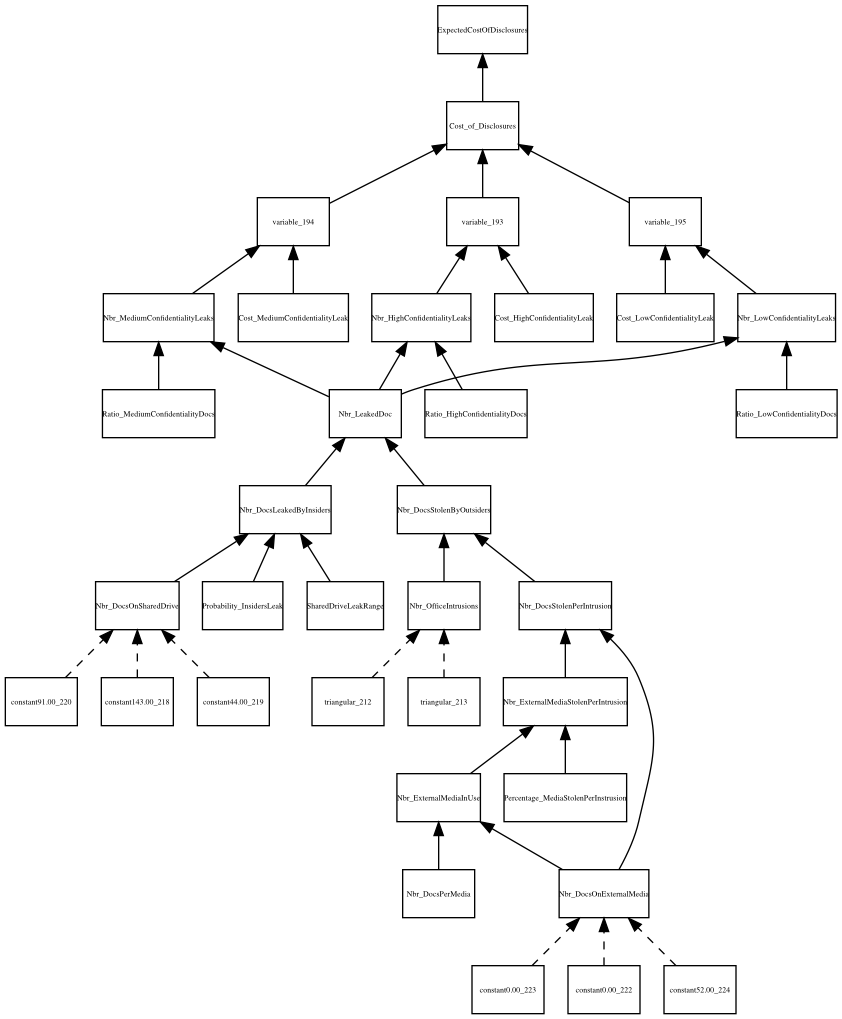 ExpectedCostOfDisclosures
Cost_of_Disclosures
variable_194
variable_193
variable_195
Nbr_MediumConfidentialityLeaks
Cost_MediumConfidentialityLeak
Nbr_HighConfidentialityLeaks
Cost_HighConfidentialityLeak
Cost_LowConfidentialityLeak
Nbr_LowConfidentialityLeaks
Ratio_MediumConfidentialityDocs
Nbr_LeakedDoc
Ratio_HighConfidentialityDocs
Ratio_LowConfidentialityDocs
Nbr_DocsLeakedByInsiders
Nbr_DocsStolenByOutsiders
Nbr_DocsOnSharedDrive
Probability_InsidersLeak
SharedDriveLeakRange
Nbr_OfficeIntrusions
Nbr_DocsStolenPerIntrusion
constant91.00_220
constant143.00_218
constant44.00_219
triangular_212
triangular_213
Nbr_ExternalMediaStolenPerIntrusion
Nbr_ExternalMediaInUse
Percentage_MediaStolenPerInstrusion
Nbr_DocsPerMedia
Nbr_DocsOnExternalMedia
constant0.00_223
constant0.00_222
constant52.00_224